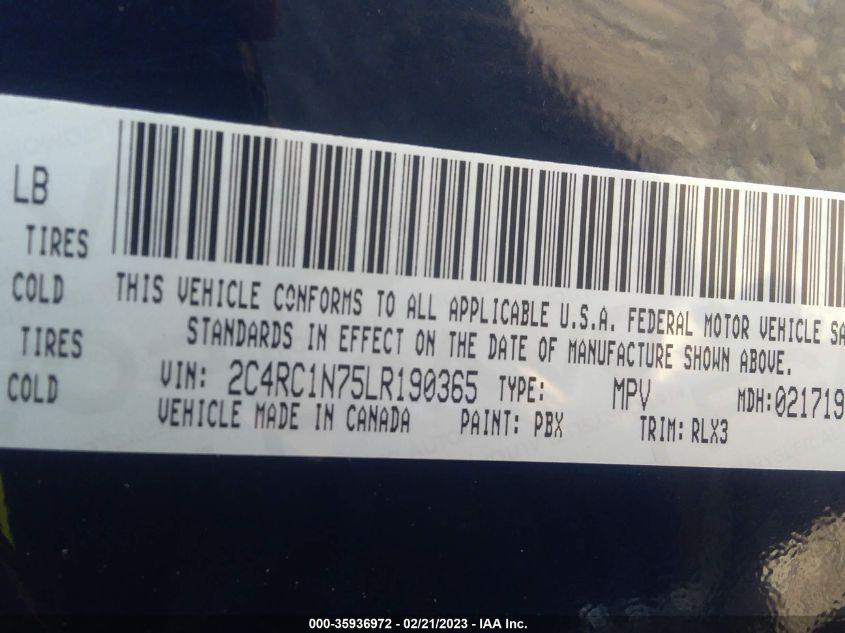 LB
TIRES
COLD
TIRES
COLD
THIS VEHICLE CONFORMS TO ALL APPLICABLE U.S.A. FEDERAL MOTOR VEHICLE SA
STANDARDS IN EFFECT ON THE DATE OF MANUFACTURE SHOWN ABOVE.
VIN: 2C4RC1N75LR190365 TYPE: MPV MDH:021719
VEHICLE MADE IN CANADA PAINT: PBX TRIM: RLX3
000-35936972 / 02/21/2023 - IAA Inc.